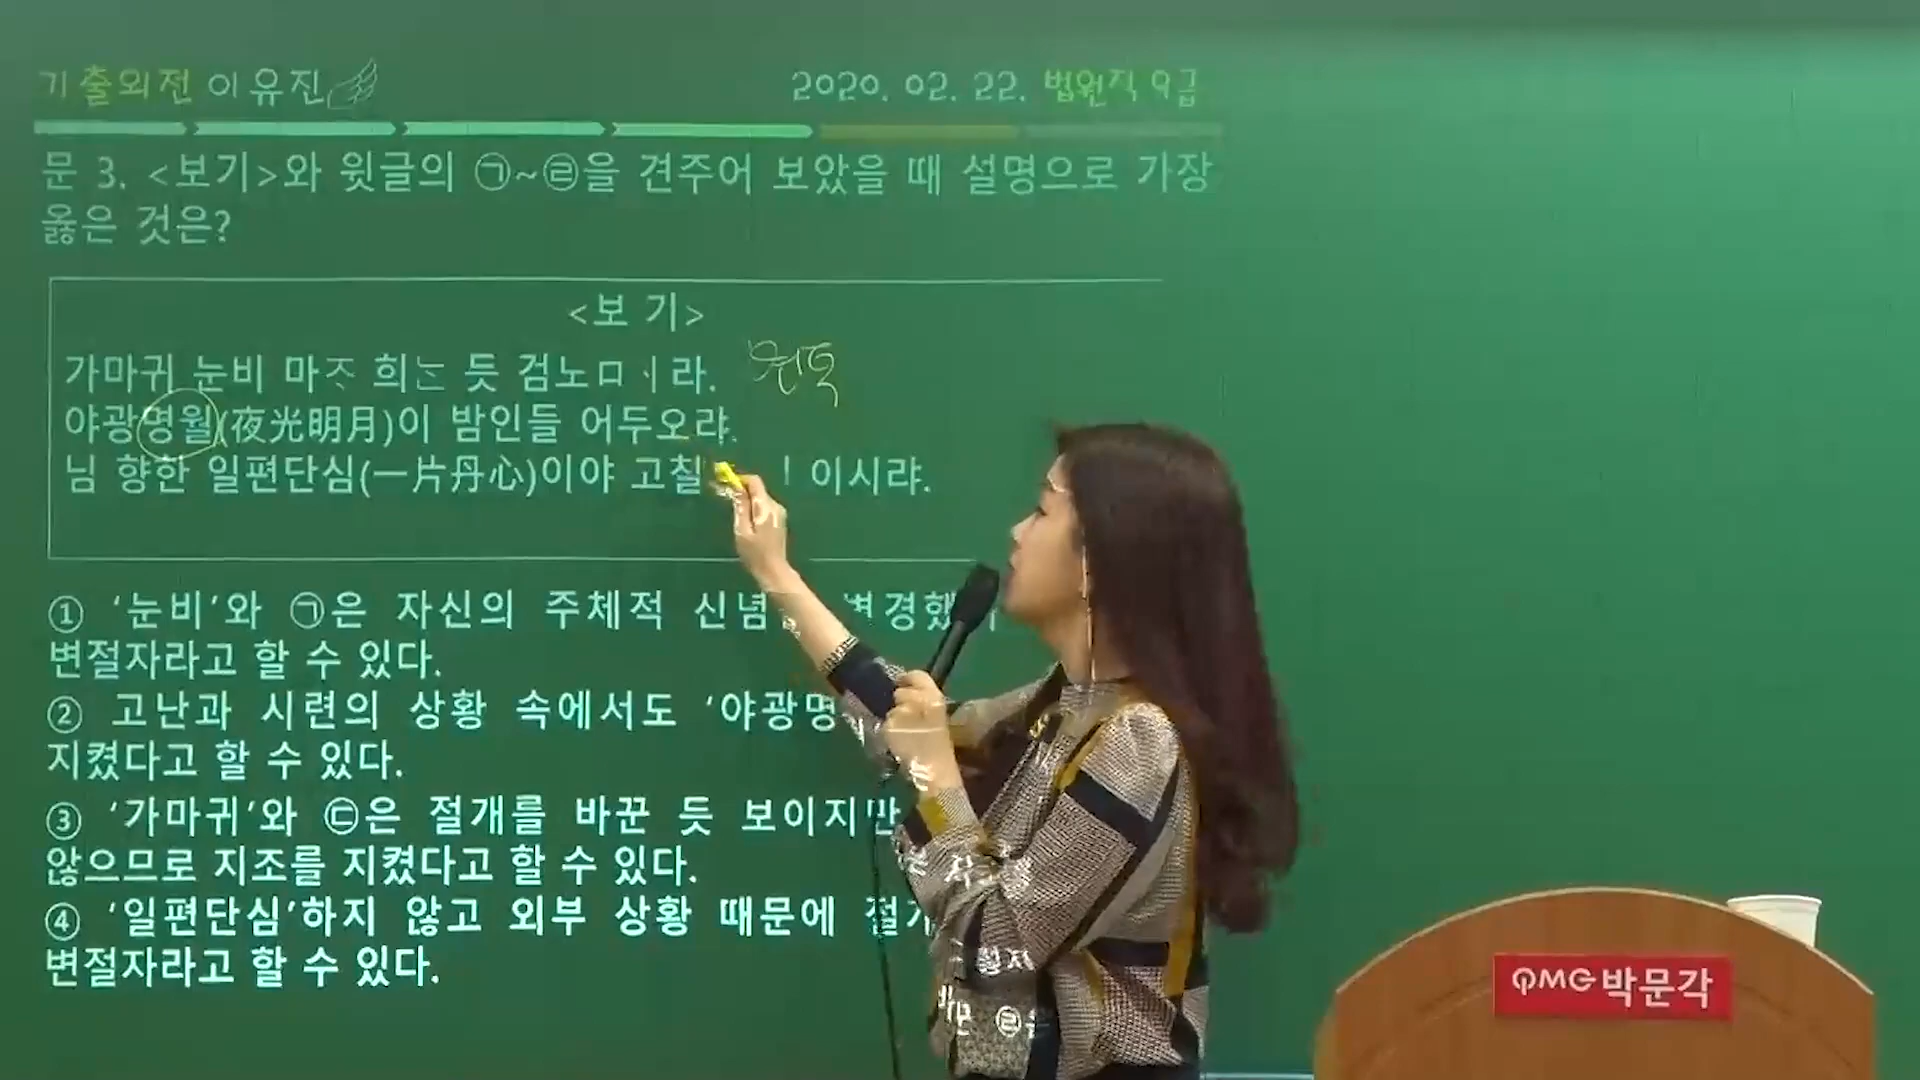 기출외전 이유진
2020. 02. 22. 법원직 9급
문 3. <보기>와 윗글의 ㉠~㉣을 견주어 보았을 때 설명으로 가장
옳은 것은?
<보 기>
가마귀 눈비 마ᄌ 희ᄂ 듯 검노ㅁㅣ라.
야광명월(夜光明月)이 밤인들 어두오랴.
님 향한 일편단심(一片丹心)이야 고칠 이시랴.
① ‘눈비’와 ㉠은 자신의 주체적 신념 변경했
변절자라고 할 수 있다.
② 고난과 시련의 상황 속에서도 ‘야광명
지켰다고 할 수 있다.
③ ‘가마귀’와 ㉢은 절개를 바꾼 듯 보이지만
않으므로 지조를 지켰다고 할 수 있다.
④ ‘일편단심’하지 않고 외부 상황 때문에 절개
변절자라고 할 수 있다.
PMG 박문각